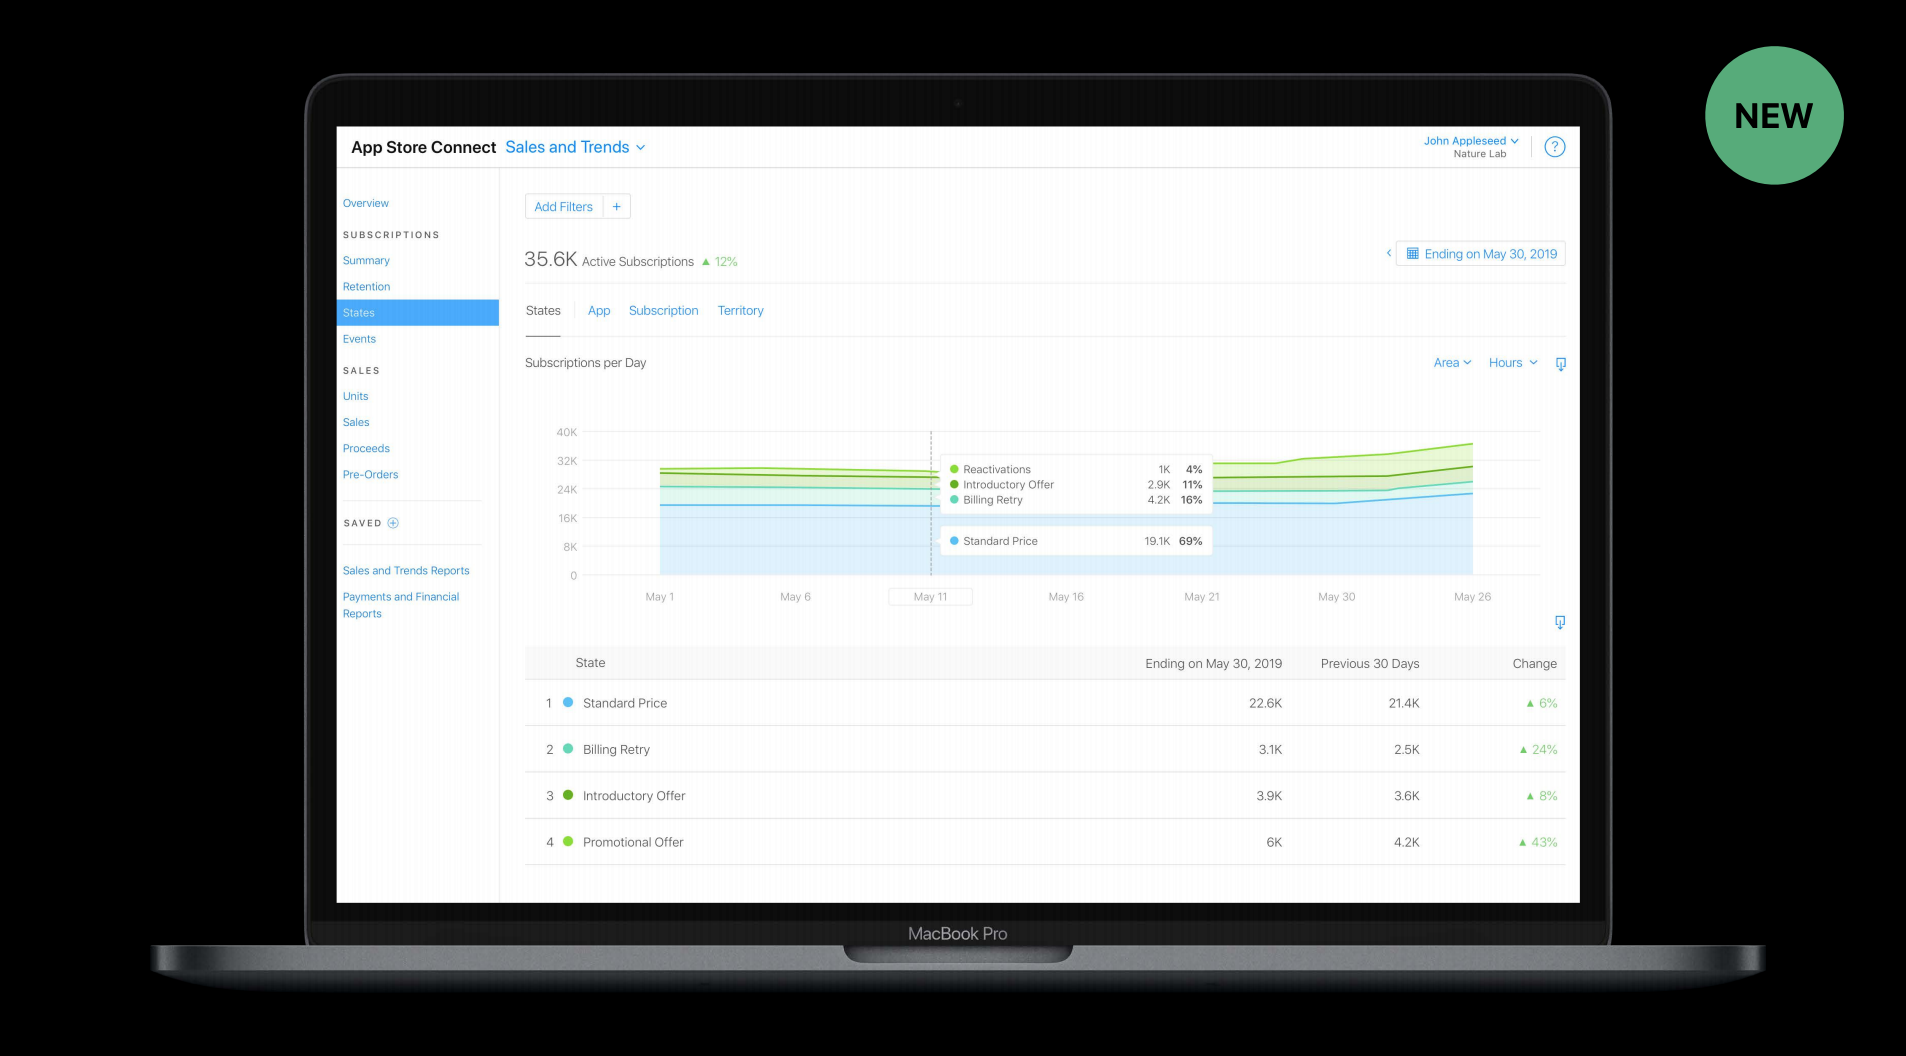 NEW
App Store Connect Sales and Trends
John Appleseed
Nature Lab
?
Overview
SUBSCRIPTIONS
Summary
Retention
States
Events
SALES
Units
Sales
Proceeds
Pre-Orders
SAVED
Sales and Trends Reports
Payments and Financial
Reports
Add Filters +
35.6K Active Subscriptions ▲ 12%
Ending on May 30, 2019
States App Subscription Territory
Subscriptions per Day
Area Hours
40K
32K
24K
16K
8K
0
Reactivations 1K 4%
Introductory Offer 2.9K 11%
Billing Retry 4.2K 16%
Standard Price 19.1K 69%
May 1 May 6 May 11 May 16 May 21 May 30 May 26
State Ending on May 30, 2019 Previous 30 Days Change
1 Standard Price 22.6K 21.4K ▲ 6%
2 Billing Retry 3.1K 2.5K ▲ 24%
3 Introductory Offer 3.9K 3.6K ▲ 8%
4 Promotional Offer 6K 4.2K ▲ 43%
MacBook Pro